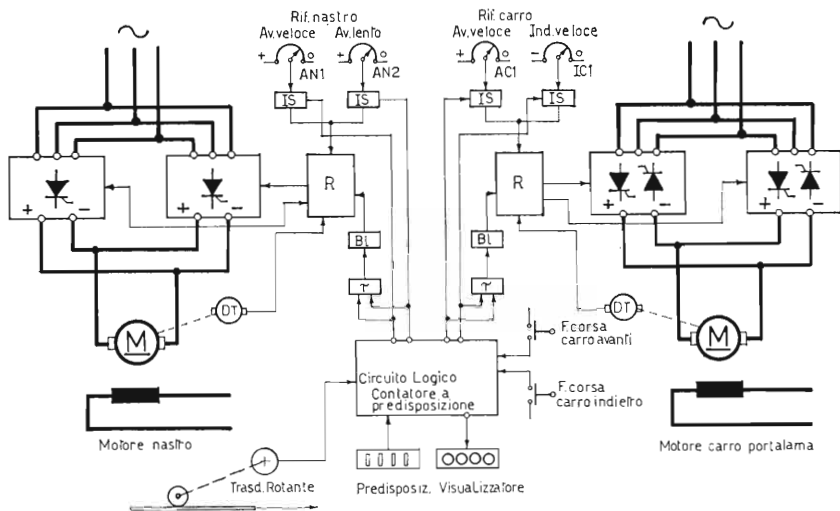 Rif. nastro
Av.veloce Av.lento
+ o + o
AN1 AN2
IS IS
Rif. carro
Av.veloce Ind.veloce
+ o - o
AC1 IC1
IS IS
+ - + -
R
Bl
τ
DT
M
Motore nastro
R
Bl
τ
DT
+ - + -
M
Motore carro portalama
F. corsa
carro avanti
F. corsa
carro indietro
Circuito Logico
Contatore a
predisposizione
Trasd. Rotante
Predisposiz. Visualizzatore